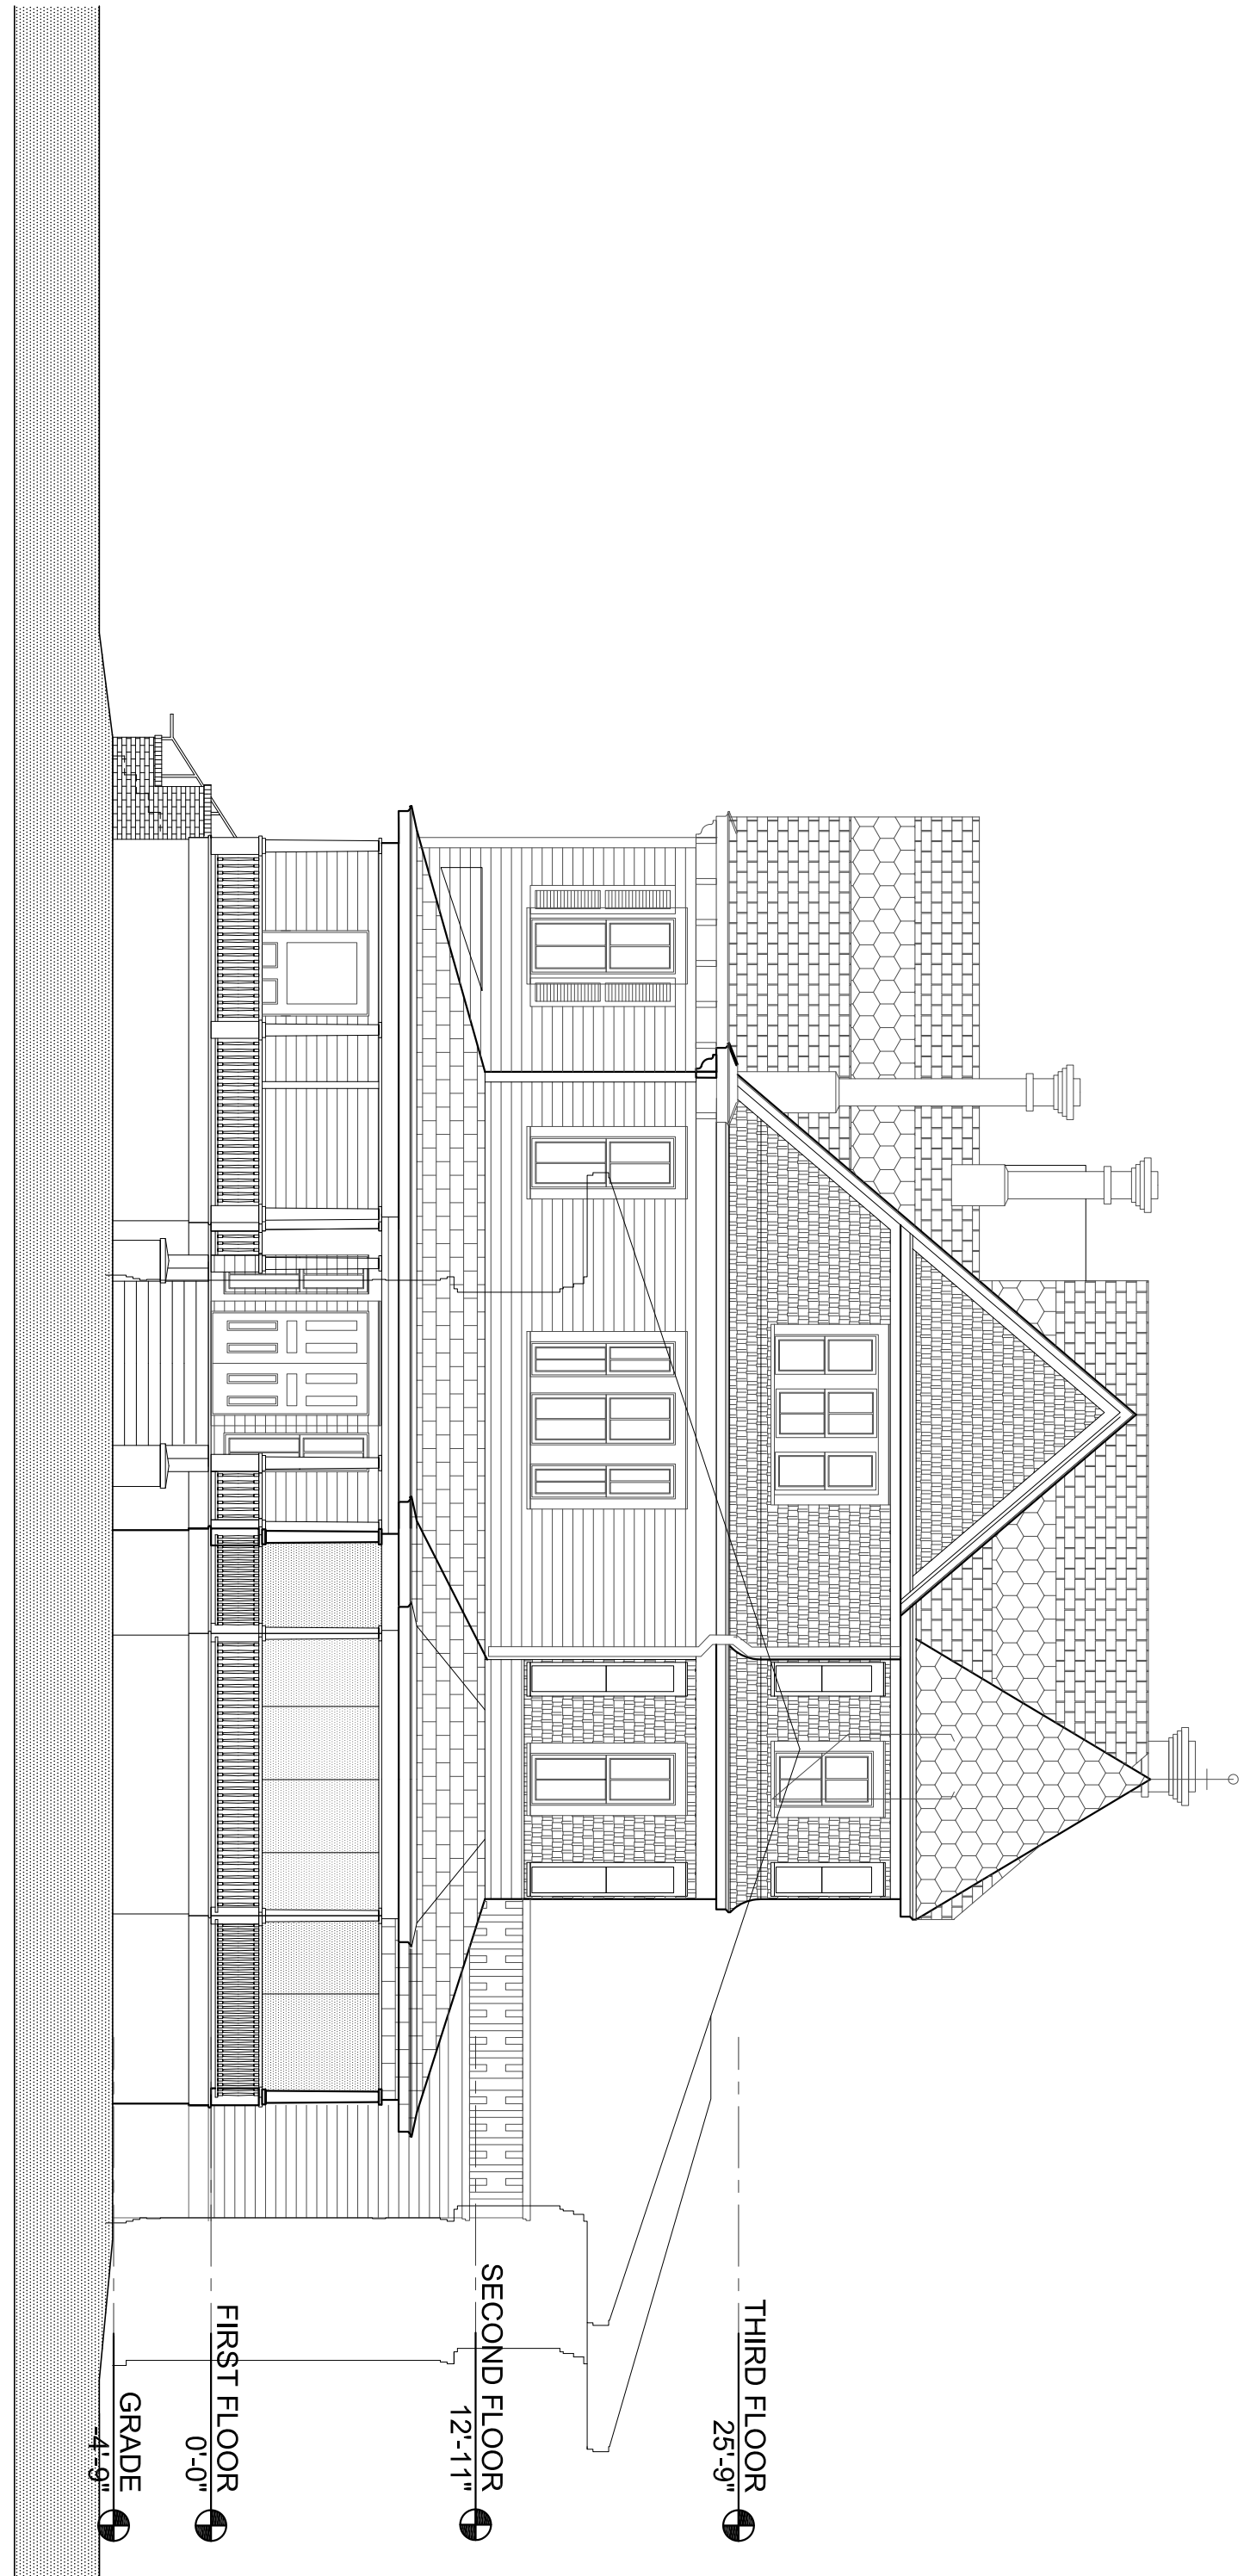 THIRD FLOOR
25'-9"
SECOND FLOOR
12'-11"
FIRST FLOOR
0'-0"
GRADE
-4'-9"